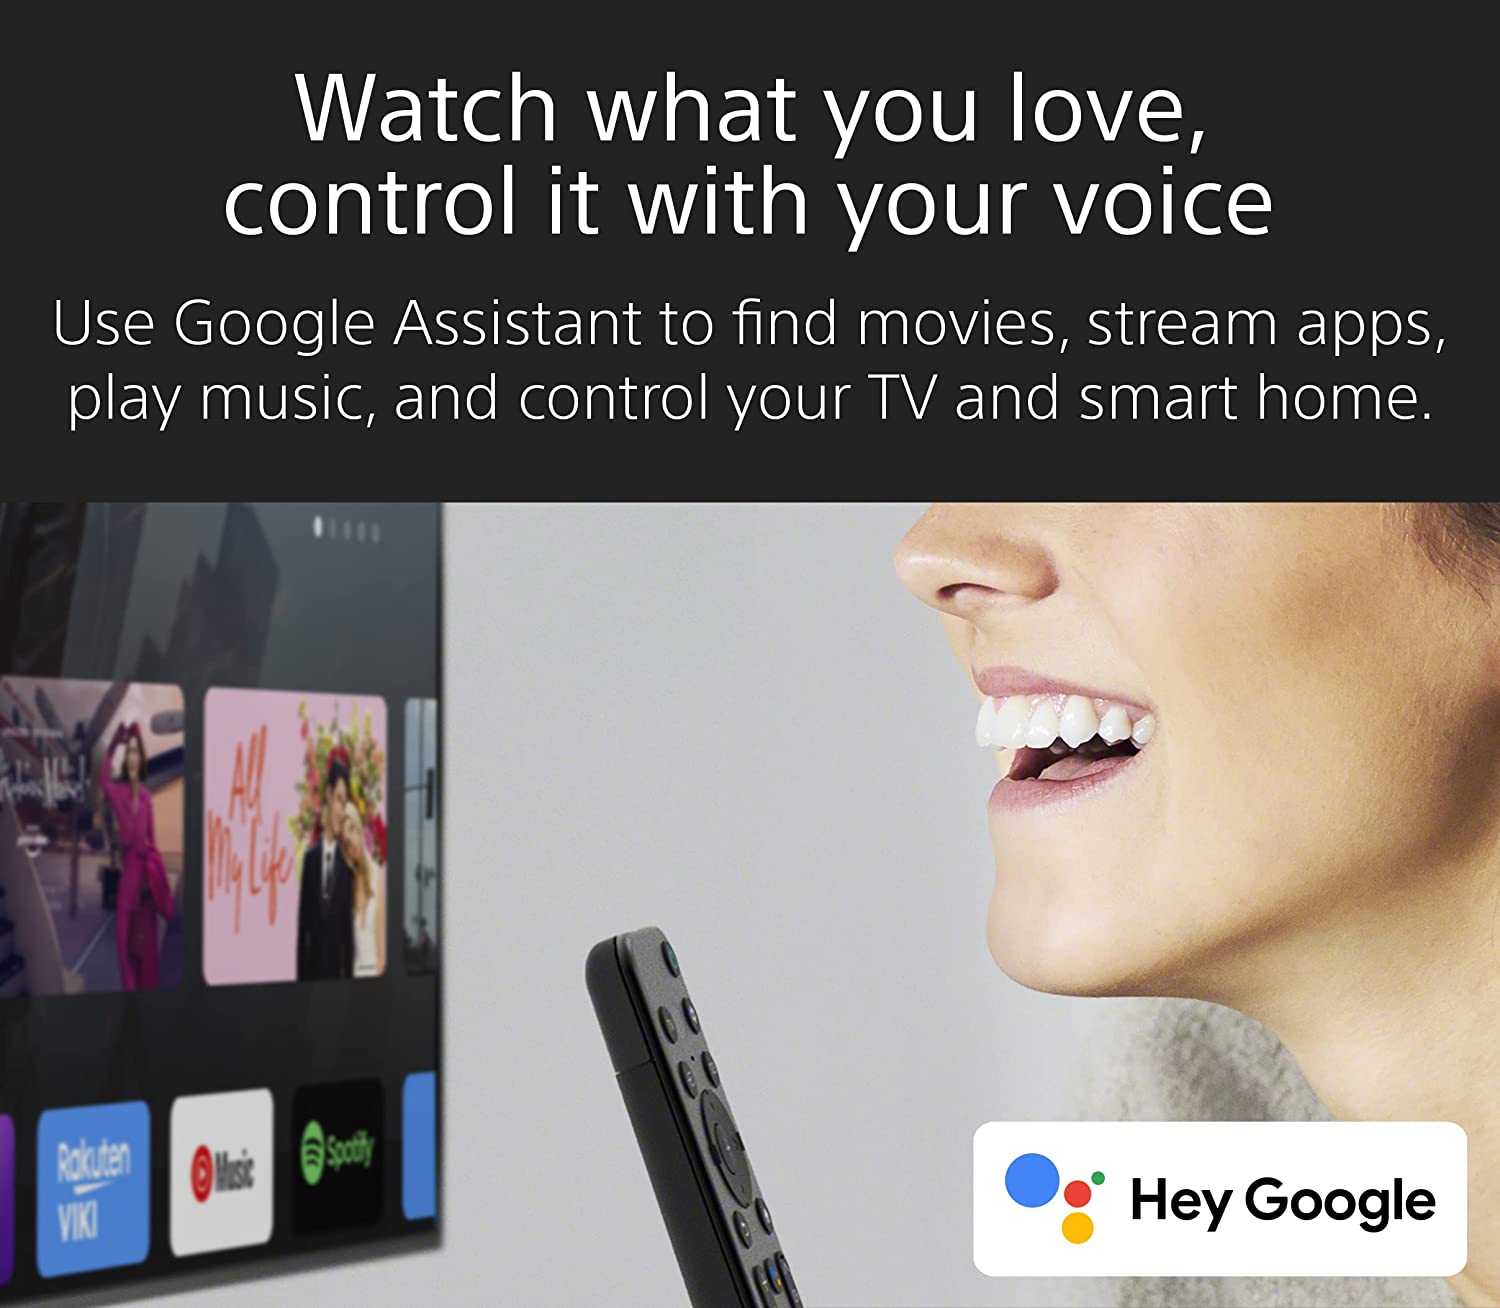 Watch what you love,
control it with your voice
Use Google Assistant to find movies, stream apps,
play music, and control your TV and smart home.
All
My Life
Rakuten
VIKI
Music
Spotify
Hey Google